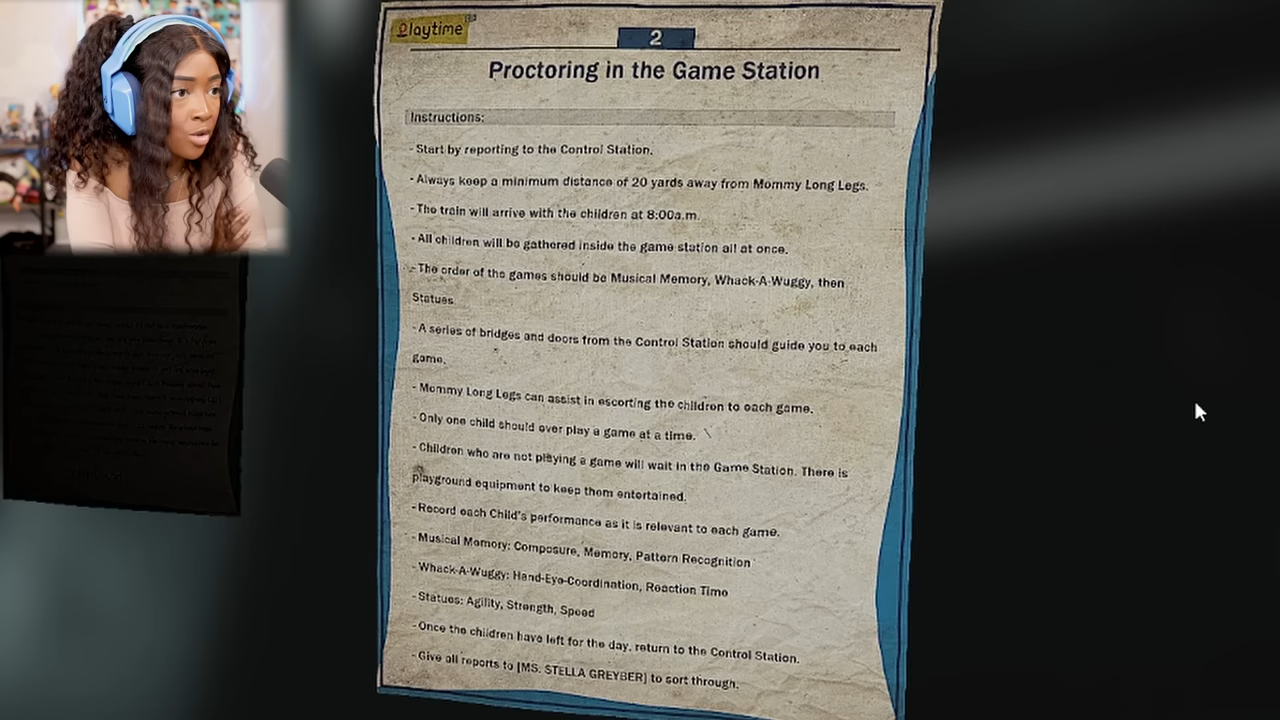 Playtime
2
Proctoring in the Game Station
Instructions:
- Start by reporting to the Control Station.
- Always keep a minimum distance of 20 yards away from Mommy Long Legs.
- The train will arrive with the children at 8:00a.m.
- All children will be gathered inside the game station all at once.
- The order of the games should be Musical Memory, Whack-A-Wuggy, then
Statues
- A series of bridges and doors from the Control Station should guide you to each
game.
- Mommy Long Legs can assist in escorting the children to each game.
- Only one child should ever play a game at a time.
- Children who are not playing a game will wait in the Game Station. There is
playground equipment to keep them entertained.
- Record each Child's performance as it is relevant to each game.
- Musical Memory: Composure, Memory, Pattern Recognition
- Whack-A-Wuggy: Hand-Eye-Coordination, Reaction Time
- Statues: Agility, Strength, Speed
- Once the children have left for the day, return to the Control Station.
- Give all reports to [MS. STELLA GREYBER] to sort through.